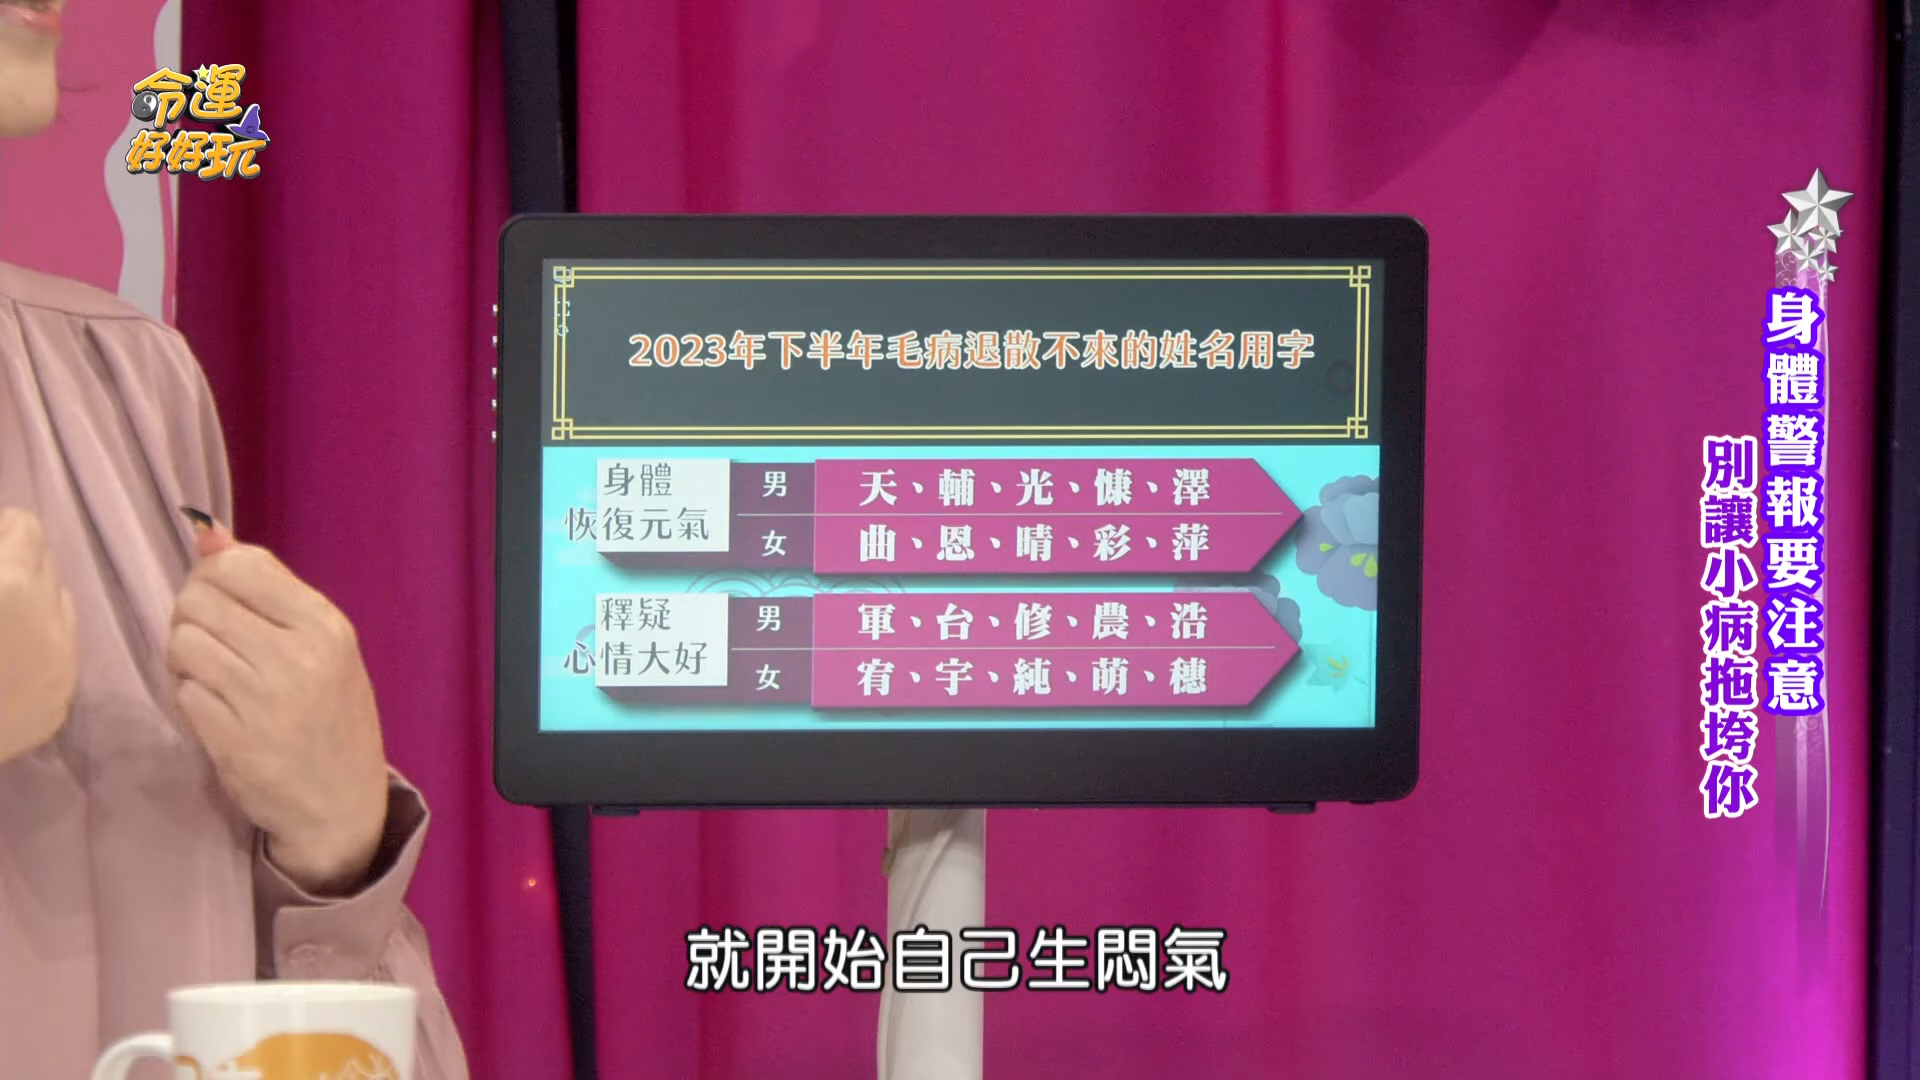 命運
好好玩
2023年下半年毛病退散不來的姓名用字
身體
恢復元氣
男
天、輔、光、慷、澤
女
曲、恩、晴、彩、萍
釋疑
心情大好
男
軍、台、修、農、浩
女
宥、宇、純、萌、穗
身體警報要注意
別讓小病拖垮你
就開始自己生悶氣